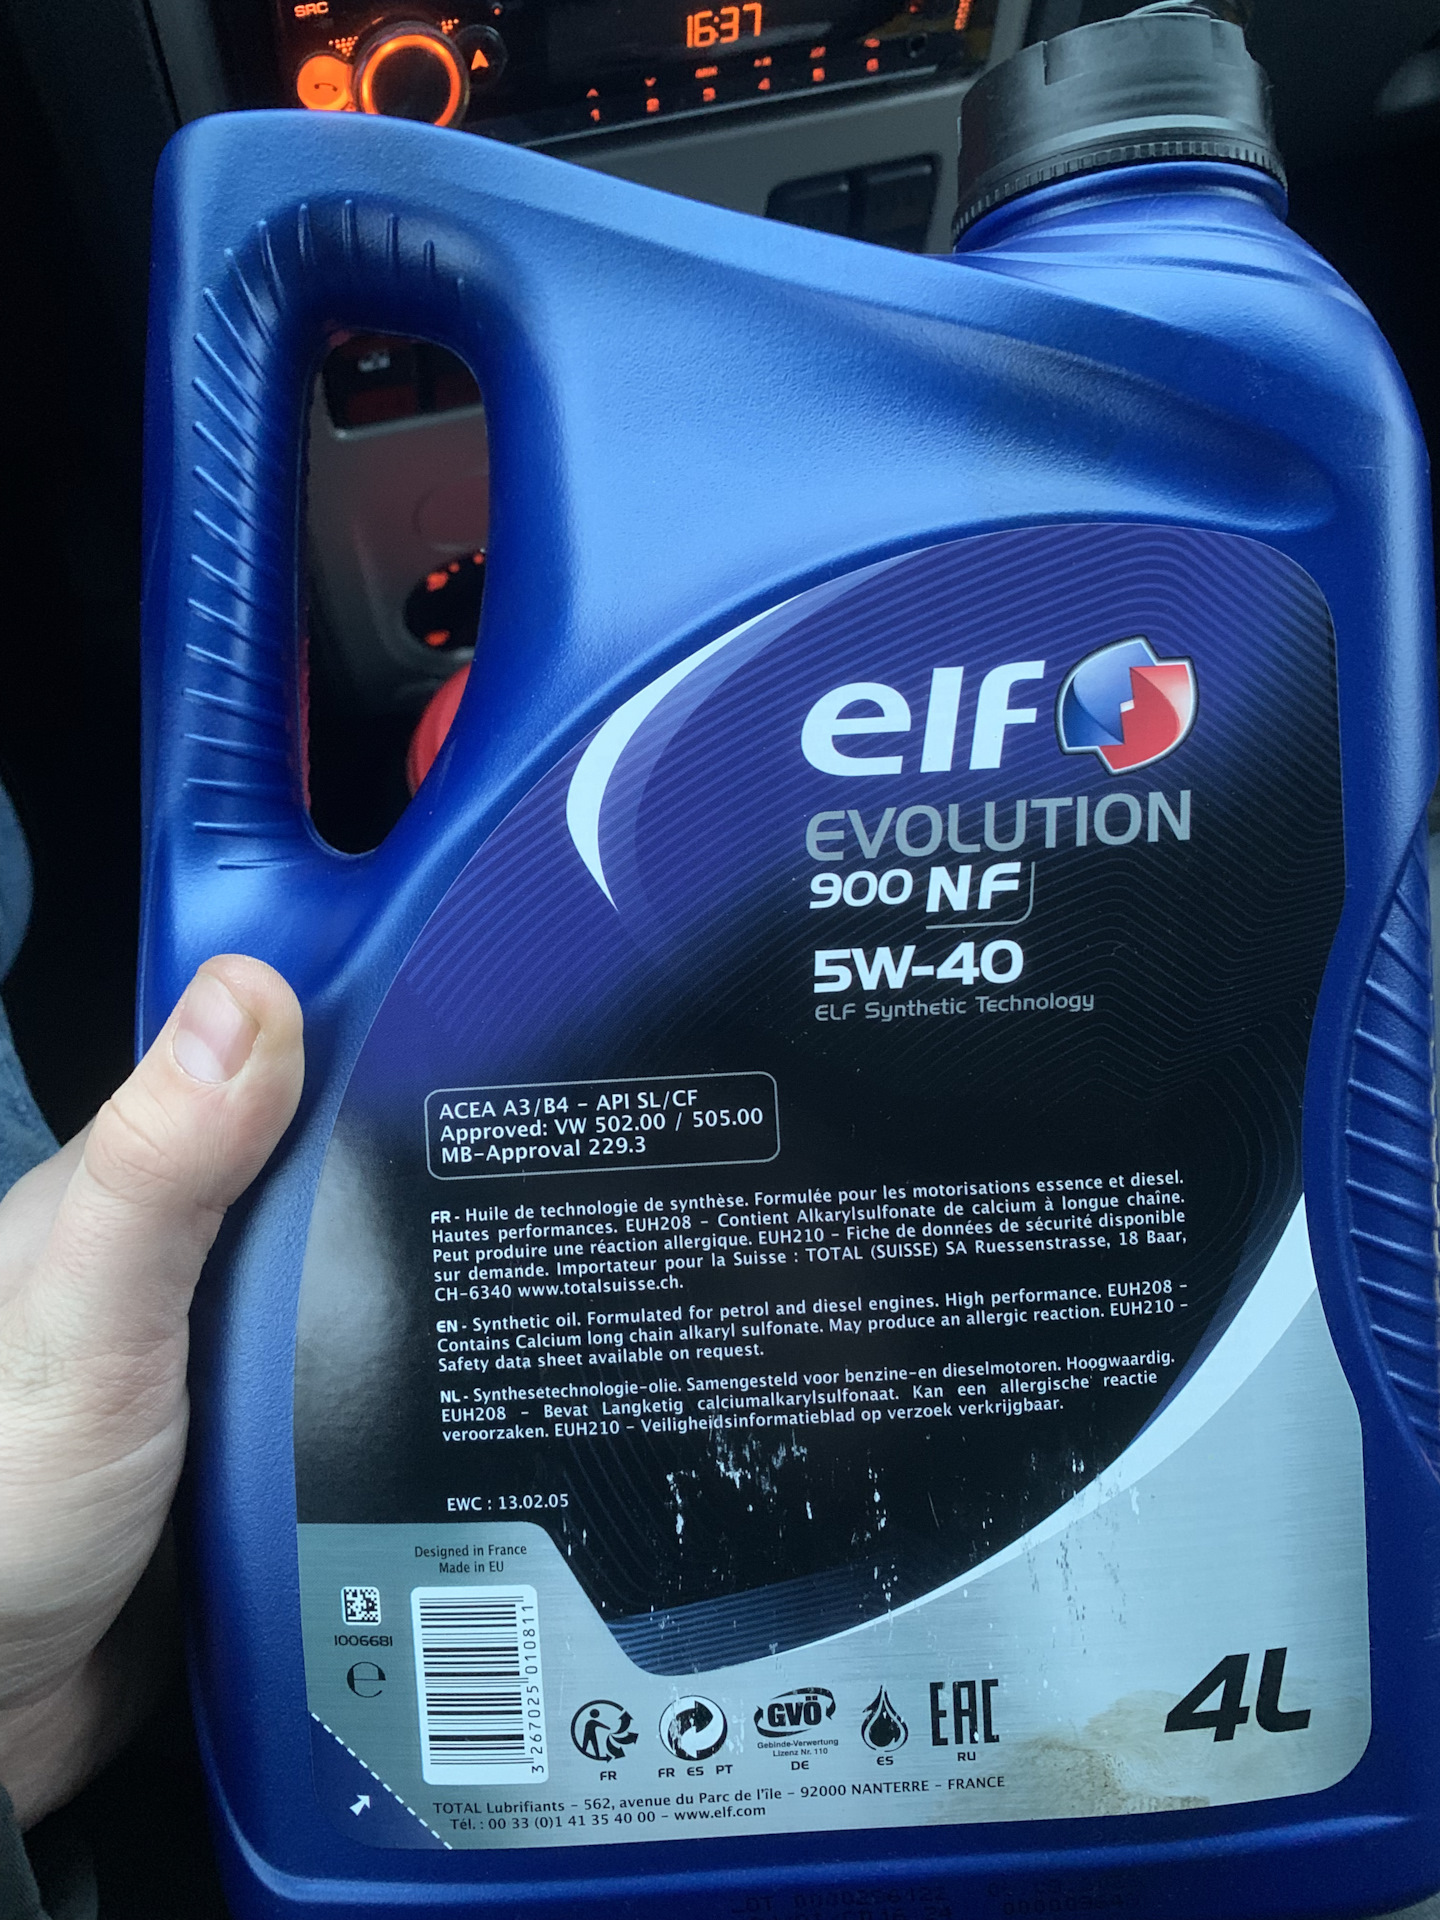 SRC
16:37
1 2 3 4 5 6
elf
EVOLUTION
900 NF
5W-40
ELF Synthetic Technology
ACEA A3/B4 - API SL/CF
Approved: VW 502.00 / 505.00
MB-Approval 229.3
FR - Huile de technologie de synthèse. Formulée pour les motorisations essence et diesel.
Hautes performances. EUH208 - Contient Alkarylsulfonate de calcium à longue chaîne.
Peut produire une réaction allergique. EUH210 - Fiche de données de sécurité disponible
sur demande. Importateur pour la Suisse : TOTAL (SUISSE) SA Ruessenstrasse, 18 Baar,
CH-6340 www.totalsuisse.ch.
EN - Synthetic oil. Formulated for petrol and diesel engines. High performance. EUH208 -
Contains Calcium long chain alkaryl sulfonate. May produce an allergic reaction. EUH210 -
Safety data sheet available on request.
NL - Synthesetechnologie-olie. Samengesteld voor benzine-en dieselmotoren. Hoogwaardig.
EUH208 - Bevat Langketig calciumalkarylsulfonaat. Kan een allergische reactie
veroorzaken. EUH210 - Veiligheidsinformatieblad op verzoek verkrijgbaar.
EWC : 13.02.05
Designed in France
Made in EU
1006681
e
3 267025 010811
FR
FR ES PT
GVÖ
Gebinde-Verwertung
Lizenz Nr. 110
DE
ES
EAC
RU
4L
TOTAL Lubrifiants - 562, avenue du Parc de l'île - 92000 NANTERRE - FRANCE
Tél. : 00 33 (0)1 41 35 40 00 - www.elf.com